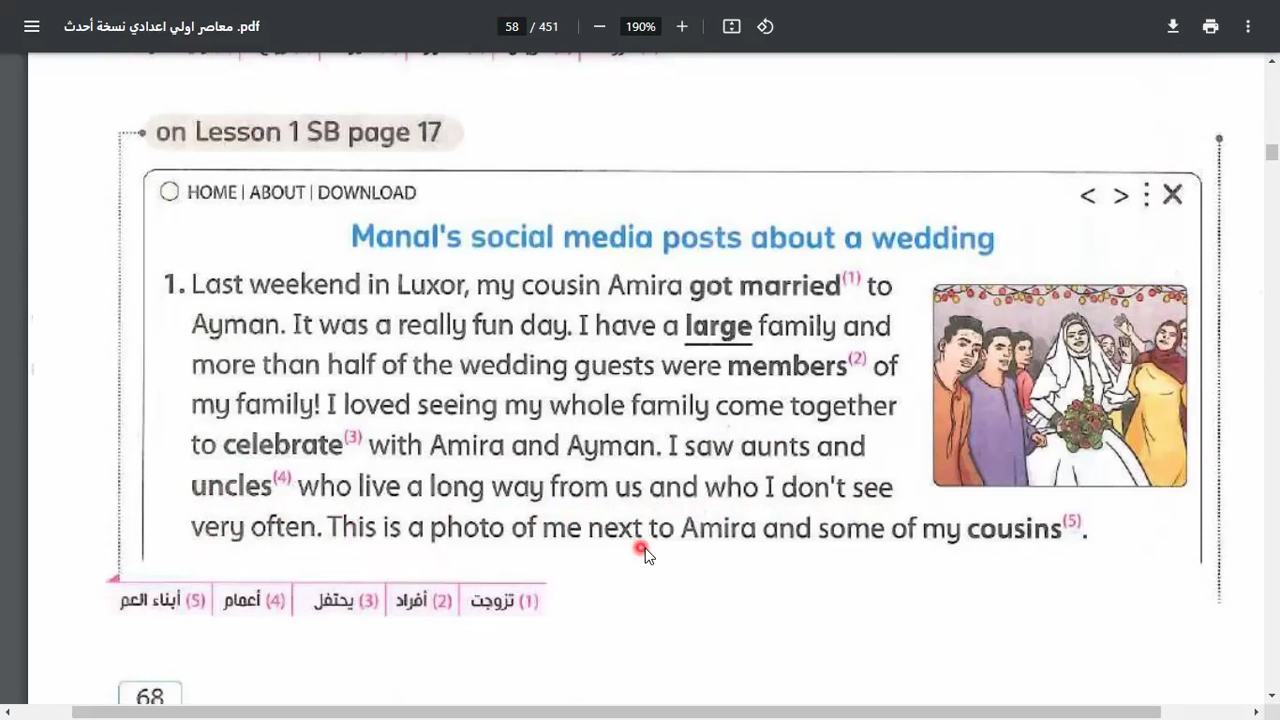 معاصر اولي اعدادي نسخة أحدث .pdf
58 / 451
190%
on Lesson 1 SB page 17
HOME | ABOUT | DOWNLOAD
Manal's social media posts about a wedding
1. Last weekend in Luxor, my cousin Amira got married(1) to
Ayman. It was a really fun day. I have a large family and
more than half of the wedding guests were members(2) of
my family! I loved seeing my whole family come together
to celebrate(3) with Amira and Ayman. I saw aunts and
uncles(4) who live a long way from us and who I don't see
very often. This is a photo of me next to Amira and some of my cousins(5).
(1) تزوجت (2) أفراد (3) يحتفل (4) أعمام (5) أبناء العم
68